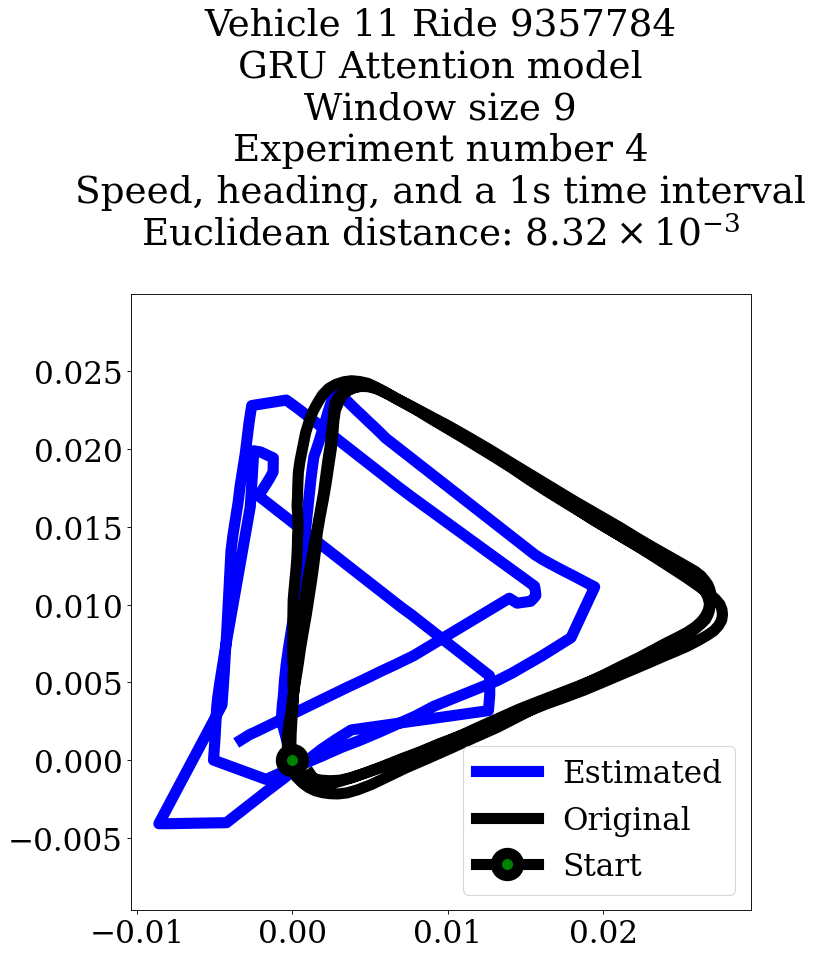 Vehicle 11 Ride 9357784
GRU Attention model
Window size 9
Experiment number 4
Speed, heading, and a 1s time interval
Euclidean distance: 8.32 × 10⁻³
0.025
0.020
0.015
0.010
0.005
0.000
−0.005
Estimated
Original
Start
−0.01 0.00 0.01 0.02